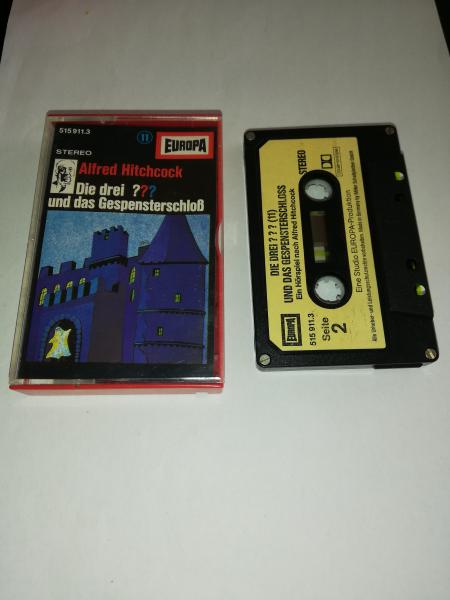 515 911.3
11
EUROPA
STEREO
Alfred Hitchcock
Die drei ???
und das Gespensterschloß
DIE DREI ? ? ? (11)
UND DAS GESPENSTERSCHLOSS
Ein Hörspiel nach Alfred Hitchcock
STEREO
EUROPA
515 911.3
Seite
2
Eine Studio EUROPA-Produktion